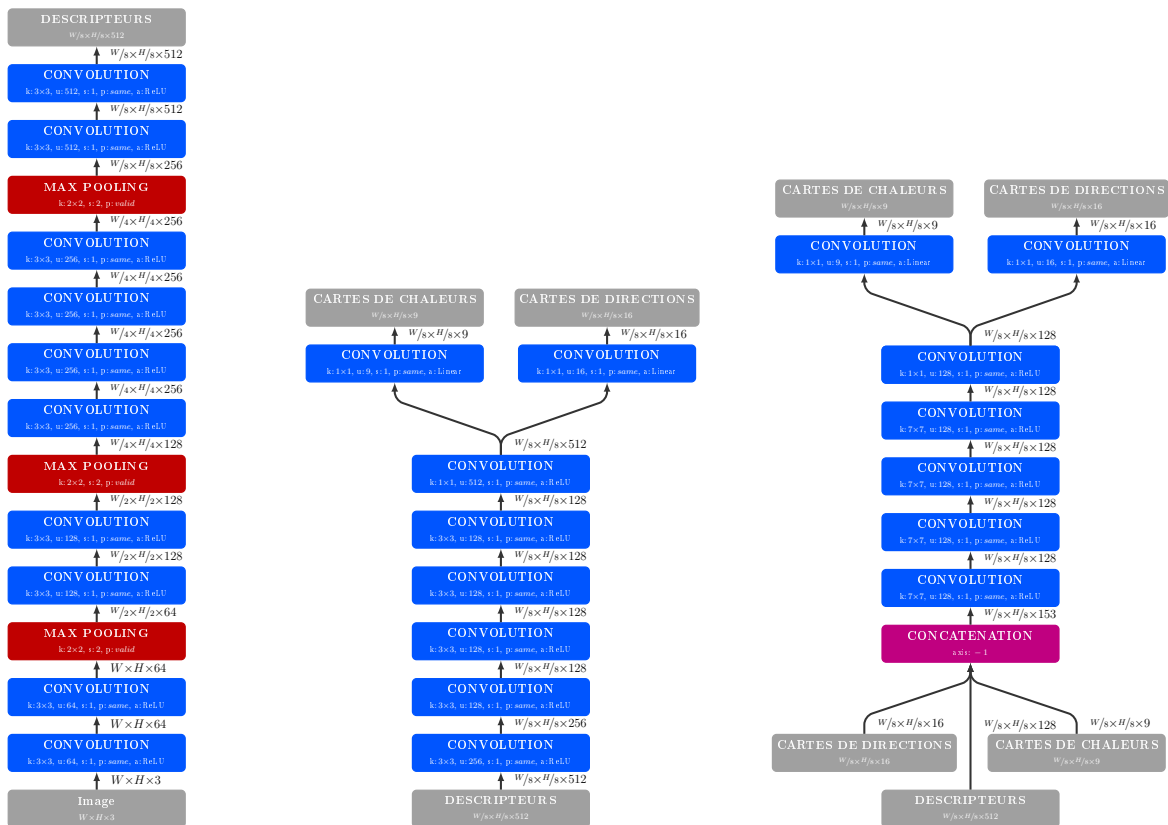 DESCRIPTEURS
W/8×H/8×512
W/8×H/8×512
CONVOLUTION
k: 3×3, u: 512, s: 1, p: same, a: ReLU
W/8×H/8×512
CONVOLUTION
k: 3×3, u: 512, s: 1, p: same, a: ReLU
W/8×H/8×256
MAX POOLING
k: 2×2, s: 2, p: valid
W/4×H/4×256
CONVOLUTION
k: 3×3, u: 256, s: 1, p: same, a: ReLU
W/4×H/4×256
CONVOLUTION
k: 3×3, u: 256, s: 1, p: same, a: ReLU
W/4×H/4×256
CONVOLUTION
k: 3×3, u: 256, s: 1, p: same, a: ReLU
W/4×H/4×256
CONVOLUTION
k: 3×3, u: 256, s: 1, p: same, a: ReLU
W/4×H/4×128
MAX POOLING
k: 2×2, s: 2, p: valid
W/2×H/2×128
CONVOLUTION
k: 3×3, u: 128, s: 1, p: same, a: ReLU
W/2×H/2×128
CONVOLUTION
k: 3×3, u: 128, s: 1, p: same, a: ReLU
W/2×H/2×64
MAX POOLING
k: 2×2, s: 2, p: valid
W×H×64
CONVOLUTION
k: 3×3, u: 64, s: 1, p: same, a: ReLU
W×H×64
CONVOLUTION
k: 3×3, u: 64, s: 1, p: same, a: ReLU
W×H×3
Image
W×H×3
CARTES DE CHALEURS
W/8×H/8×9
CARTES DE DIRECTIONS
W/8×H/8×16
W/8×H/8×9
W/8×H/8×16
CONVOLUTION
k: 1×1, u: 9, s: 1, p: same, a: Linear
CONVOLUTION
k: 1×1, u: 16, s: 1, p: same, a: Linear
W/8×H/8×512
CONVOLUTION
k: 1×1, u: 512, s: 1, p: same, a: ReLU
W/8×H/8×128
CONVOLUTION
k: 3×3, u: 128, s: 1, p: same, a: ReLU
W/8×H/8×128
CONVOLUTION
k: 3×3, u: 128, s: 1, p: same, a: ReLU
W/8×H/8×128
CONVOLUTION
k: 3×3, u: 128, s: 1, p: same, a: ReLU
W/8×H/8×128
CONVOLUTION
k: 3×3, u: 128, s: 1, p: same, a: ReLU
W/8×H/8×256
CONVOLUTION
k: 3×3, u: 256, s: 1, p: same, a: ReLU
W/8×H/8×512
DESCRIPTEURS
W/8×H/8×512
CARTES DE CHALEURS
W/8×H/8×9
CARTES DE DIRECTIONS
W/8×H/8×16
W/8×H/8×9
W/8×H/8×16
CONVOLUTION
k: 1×1, u: 9, s: 1, p: same, a: Linear
CONVOLUTION
k: 1×1, u: 16, s: 1, p: same, a: Linear
W/8×H/8×128
CONVOLUTION
k: 1×1, u: 128, s: 1, p: same, a: ReLU
W/8×H/8×128
CONVOLUTION
k: 7×7, u: 128, s: 1, p: same, a: ReLU
W/8×H/8×128
CONVOLUTION
k: 7×7, u: 128, s: 1, p: same, a: ReLU
W/8×H/8×128
CONVOLUTION
k: 7×7, u: 128, s: 1, p: same, a: ReLU
W/8×H/8×128
CONVOLUTION
k: 7×7, u: 128, s: 1, p: same, a: ReLU
W/8×H/8×153
CONCATENATION
axis: − 1
W/8×H/8×16
W/8×H/8×128
W/8×H/8×9
CARTES DE DIRECTIONS
W/8×H/8×16
CARTES DE CHALEURS
W/8×H/8×9
DESCRIPTEURS
W/8×H/8×512